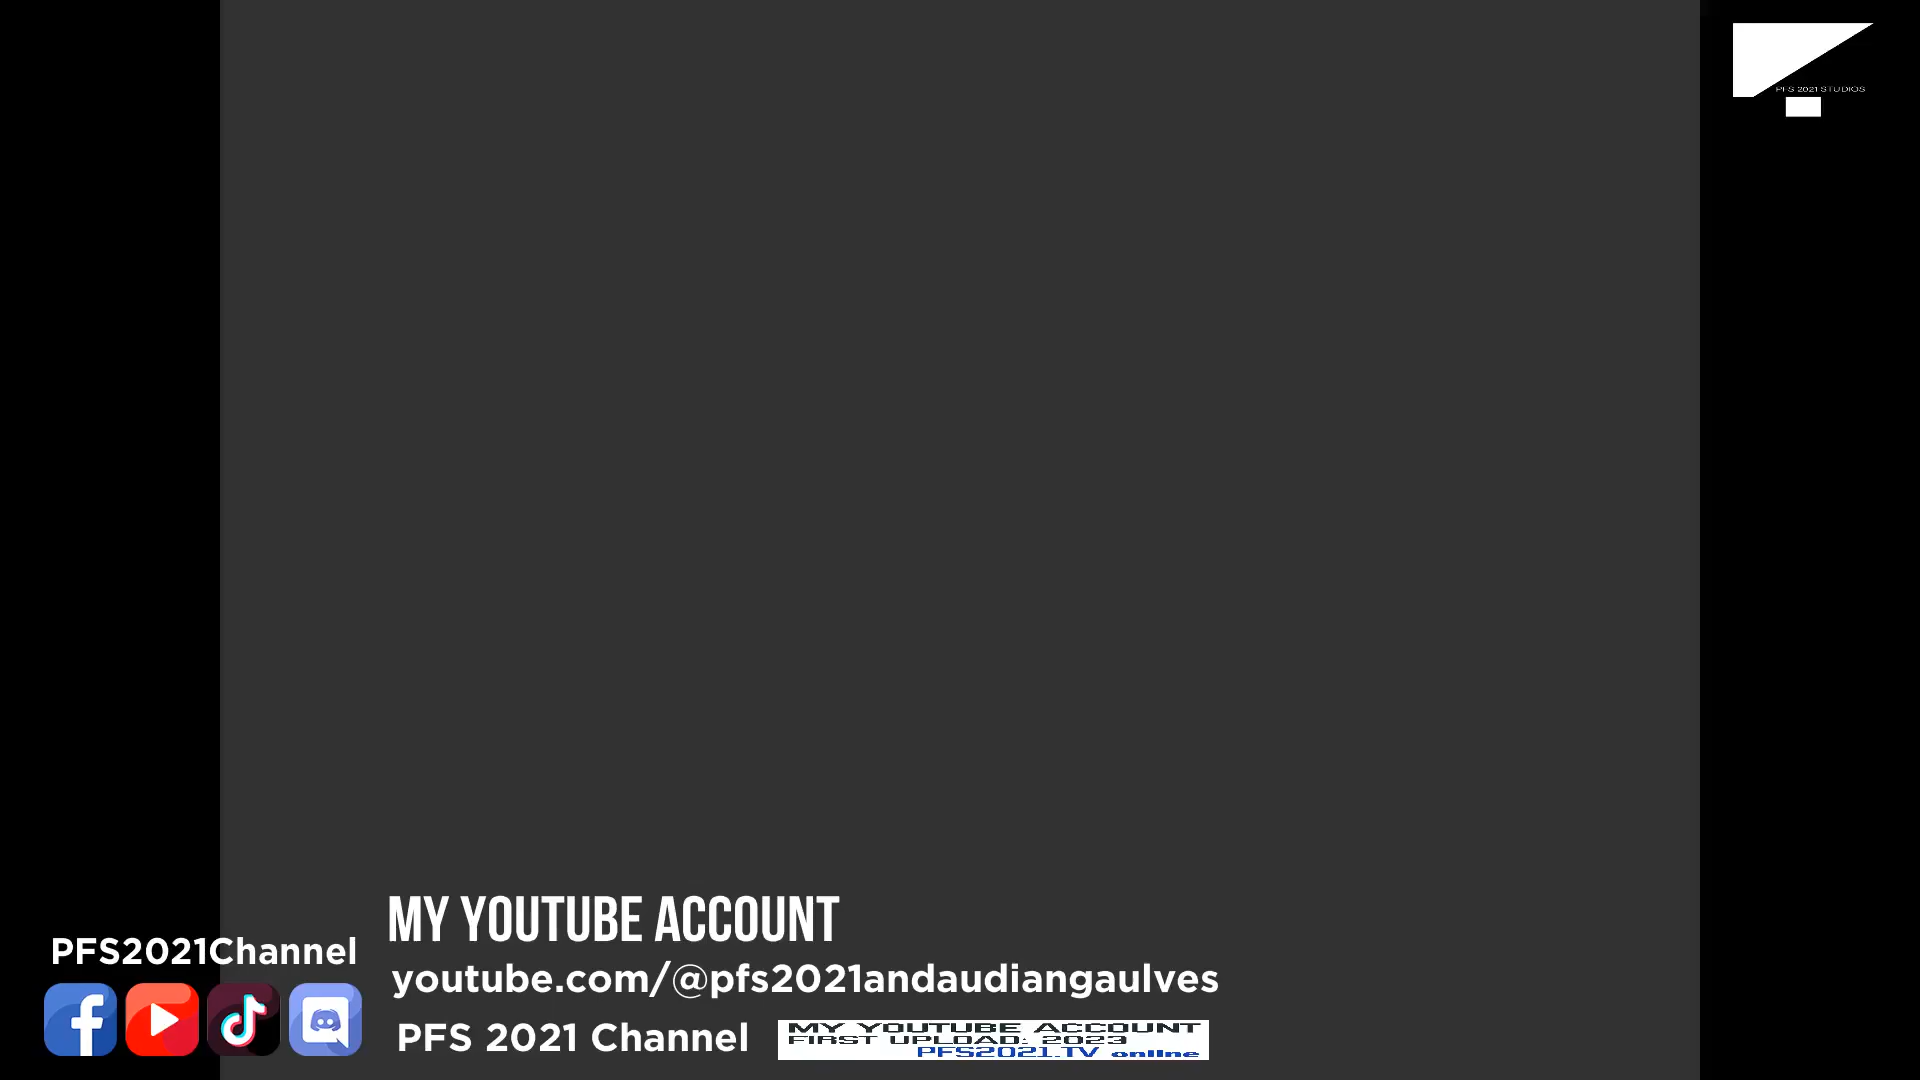 PFS 2021 STUDIOS
MY YOUTUBE ACCOUNT
PFS2021Channel
youtube.com/@pfs2021andaudiangaulves
PFS 2021 Channel
MY YOUTUBE ACCOUNT
FIRST UPLOAD: 2023
PFS2021.TV online